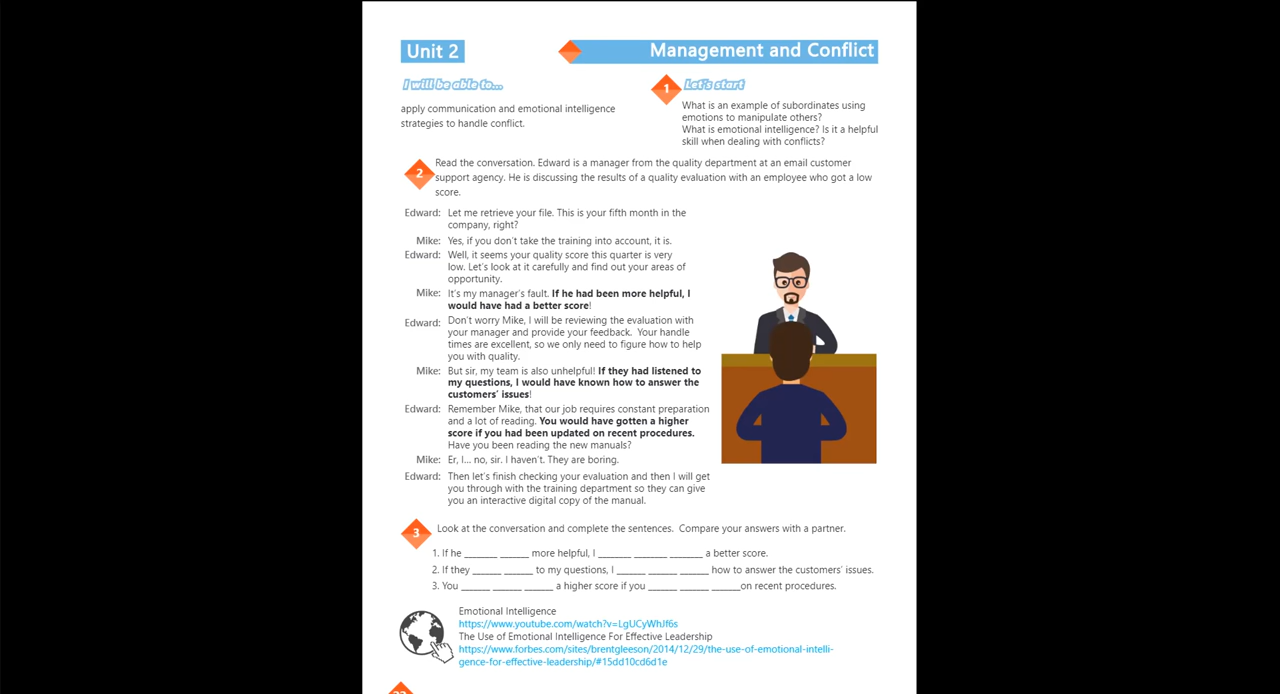 Unit 2
Management and Conflict
I will be able to...
apply communication and emotional intelligence
strategies to handle conflict.
1
Let's start
What is an example of subordinates using
emotions to manipulate others?
What is emotional intelligence? Is it a helpful
skill when dealing with conflicts?
2
Read the conversation. Edward is a manager from the quality department at an email customer
support agency. He is discussing the results of a quality evaluation with an employee who got a low
score.
Edward: Let me retrieve your file. This is your fifth month in the
company, right?
Mike: Yes, if you don't take the training into account, it is.
Edward: Well, it seems your quality score this quarter is very
low. Let's look at it carefully and find out your areas of
opportunity.
Mike: It's my manager's fault. If he had been more helpful, I
would have had a better score!
Edward: Don't worry Mike, I will be reviewing the evaluation with
your manager and provide your feedback. Your handle
times are excellent, so we only need to figure how to help
you with quality.
Mike: But sir, my team is also unhelpful! If they had listened to
my questions, I would have known how to answer the
customers' issues!
Edward: Remember Mike, that our job requires constant preparation
and a lot of reading. You would have gotten a higher
score if you had been updated on recent procedures.
Have you been reading the new manuals?
Mike: Er, I... no, sir. I haven't. They are boring.
Edward: Then let's finish checking your evaluation and then I will get
you through with the training department so they can give
you an interactive digital copy of the manual.
3
Look at the conversation and complete the sentences. Compare your answers with a partner.
1. If he _______ ______ more helpful, I _______ _______ _______ a better score.
2. If they ______ ______ to my questions, I ______ ______ ______ how to answer the customers' issues.
3. You ______ ______ ______ a higher score if you ______ ______ ______on recent procedures.
Emotional Intelligence
https://www.youtube.com/watch?v=LgUCyWhJf6s
The Use of Emotional Intelligence For Effective Leadership
https://www.forbes.com/sites/brentgleeson/2014/12/29/the-use-of-emotional-intelli-
gence-for-effective-leadership/#15dd10cd6d1e